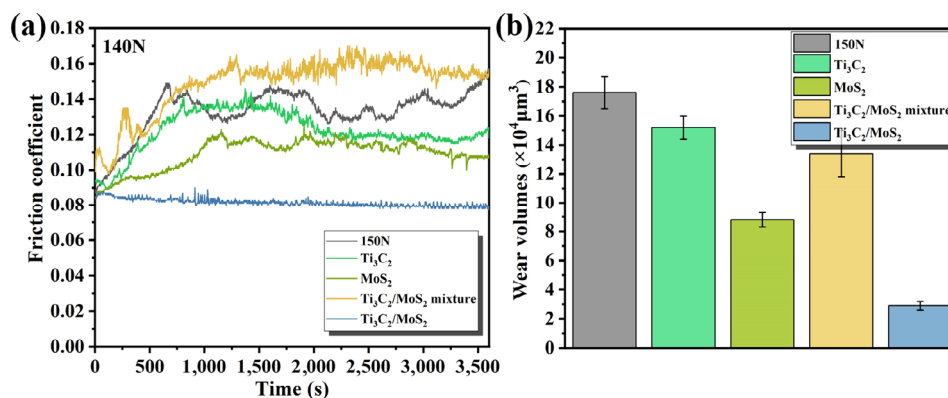 (a)
140N
0.18
0.16
0.14
0.12
0.10
0.08
0.06
0.04
0.02
0.00
Friction coefficient
0
500
1,000
1,500
2,000
2,500
3,000
3,500
Time (s)
150N
Ti₃C₂
MoS₂
Ti₃C₂/MoS₂ mixture
Ti₃C₂/MoS₂
(b)
22
20
18
16
14
12
10
8
6
4
2
0
Wear volumes (×10⁴ μm³)
150N
Ti₃C₂
MoS₂
Ti₃C₂/MoS₂ mixture
Ti₃C₂/MoS₂